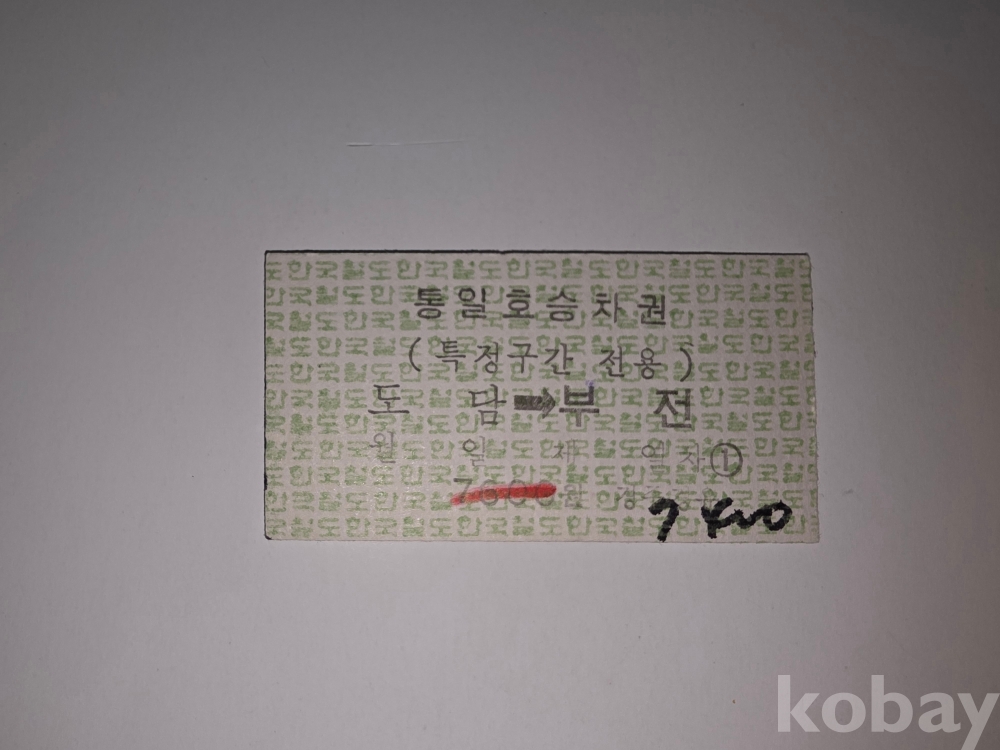 통일호승차권
(특정구간 전용)
도 담➡부 전
월 일 제 열차①
7400
kobay